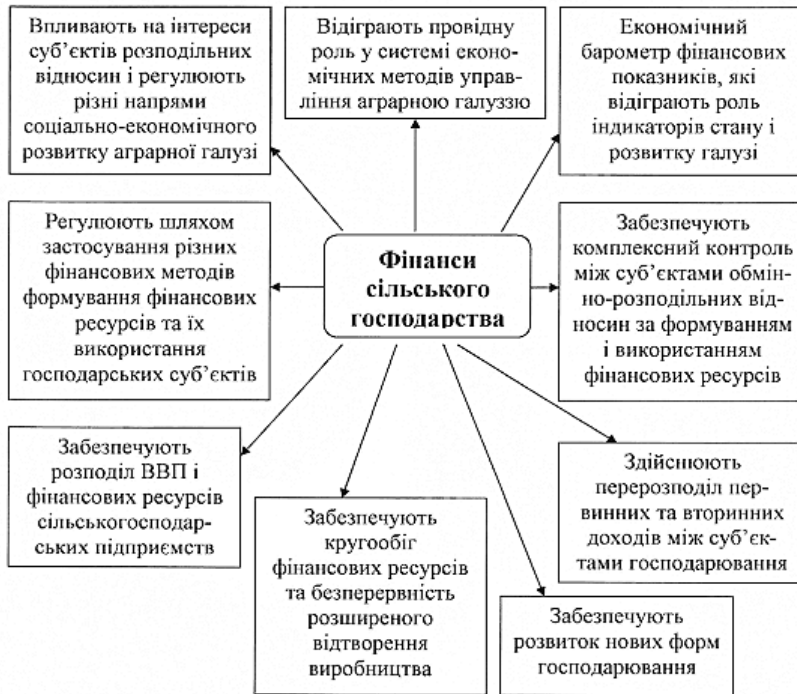 Впливають на інтереси
суб’єктів розподільних
відносин і регулюють
різні напрями
соціально-економічного
розвитку аграрної галузі
Відіграють провідну
роль у системі еконо-
мічних методів управ-
ління аграрною галуззю
Економічний
барометр фінансових
показників, які
відіграють роль
індикаторів стану і
розвитку галузі
Регулюють шляхом
застосування різних
фінансових методів
формування фінансових
ресурсів та їх
використання
господарських суб’єктів
Фінанси
сільського
господарства
Забезпечують
комплексний контроль
між суб’єктами обмін-
но-розподільних від-
носин за формуванням
і використанням
фінансових ресурсів
Забезпечують
розподіл ВВП і
фінансових ресурсів
сільськогосподар-
ських підприємств
Забезпечують
кругообіг
фінансових ресурсів
та безперервність
розширеного
відтворення
виробництва
Здійснюють
перерозподіл пер-
винних та вторинних
доходів між суб’єк-
тами господарювання
Забезпечують
розвиток нових форм
господарювання